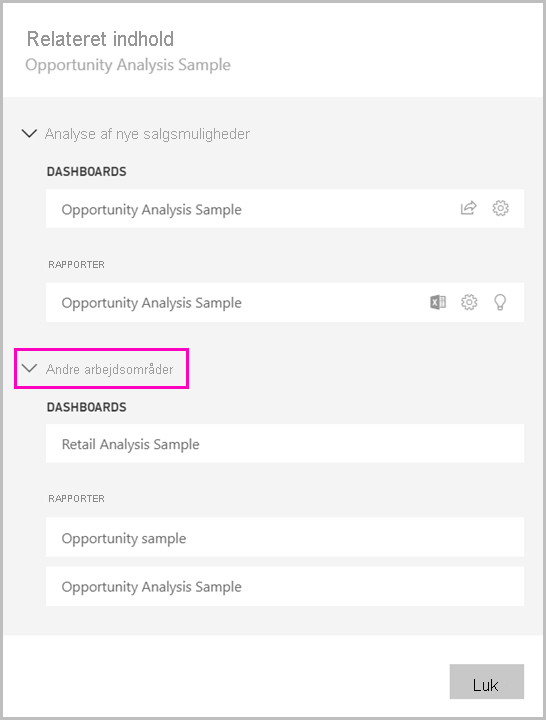 Relateret indhold
Opportunity Analysis Sample
Analyse af nye salgsmuligheder
DASHBOARDS
Opportunity Analysis Sample
RAPPORTER
Opportunity Analysis Sample
Andre arbejdsområder
DASHBOARDS
Retail Analysis Sample
RAPPORTER
Opportunity sample
Opportunity Analysis Sample
Luk